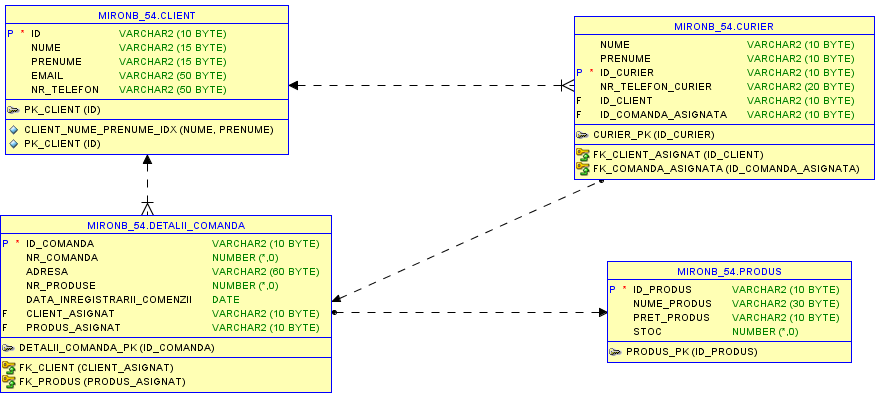 MIRONB_54.CLIENT
P * ID VARCHAR2 (10 BYTE)
NUME VARCHAR2 (15 BYTE)
PRENUME VARCHAR2 (15 BYTE)
EMAIL VARCHAR2 (50 BYTE)
NR_TELEFON VARCHAR2 (50 BYTE)
PK_CLIENT (ID)
CLIENT_NUME_PRENUME_IDX (NUME, PRENUME)
PK_CLIENT (ID)
MIRONB_54.CURIER
NUME VARCHAR2 (10 BYTE)
PRENUME VARCHAR2 (10 BYTE)
P * ID_CURIER VARCHAR2 (10 BYTE)
NR_TELEFON_CURIER VARCHAR2 (20 BYTE)
F ID_CLIENT VARCHAR2 (10 BYTE)
F ID_COMANDA_ASIGNATA VARCHAR2 (10 BYTE)
CURIER_PK (ID_CURIER)
FK_CLIENT_ASIGNAT (ID_CLIENT)
FK_COMANDA_ASIGNATA (ID_COMANDA_ASIGNATA)
MIRONB_54.DETALII_COMANDA
P * ID_COMANDA VARCHAR2 (10 BYTE)
NR_COMANDA NUMBER (*,0)
ADRESA VARCHAR2 (60 BYTE)
NR_PRODUSE NUMBER (*,0)
DATA_INREGISTRARII_COMENZII DATE
F CLIENT_ASIGNAT VARCHAR2 (10 BYTE)
F PRODUS_ASIGNAT VARCHAR2 (10 BYTE)
DETALII_COMANDA_PK (ID_COMANDA)
FK_CLIENT (CLIENT_ASIGNAT)
FK_PRODUS (PRODUS_ASIGNAT)
MIRONB_54.PRODUS
P * ID_PRODUS VARCHAR2 (10 BYTE)
NUME_PRODUS VARCHAR2 (30 BYTE)
PRET_PRODUS VARCHAR2 (10 BYTE)
STOC NUMBER (*,0)
PRODUS_PK (ID_PRODUS)